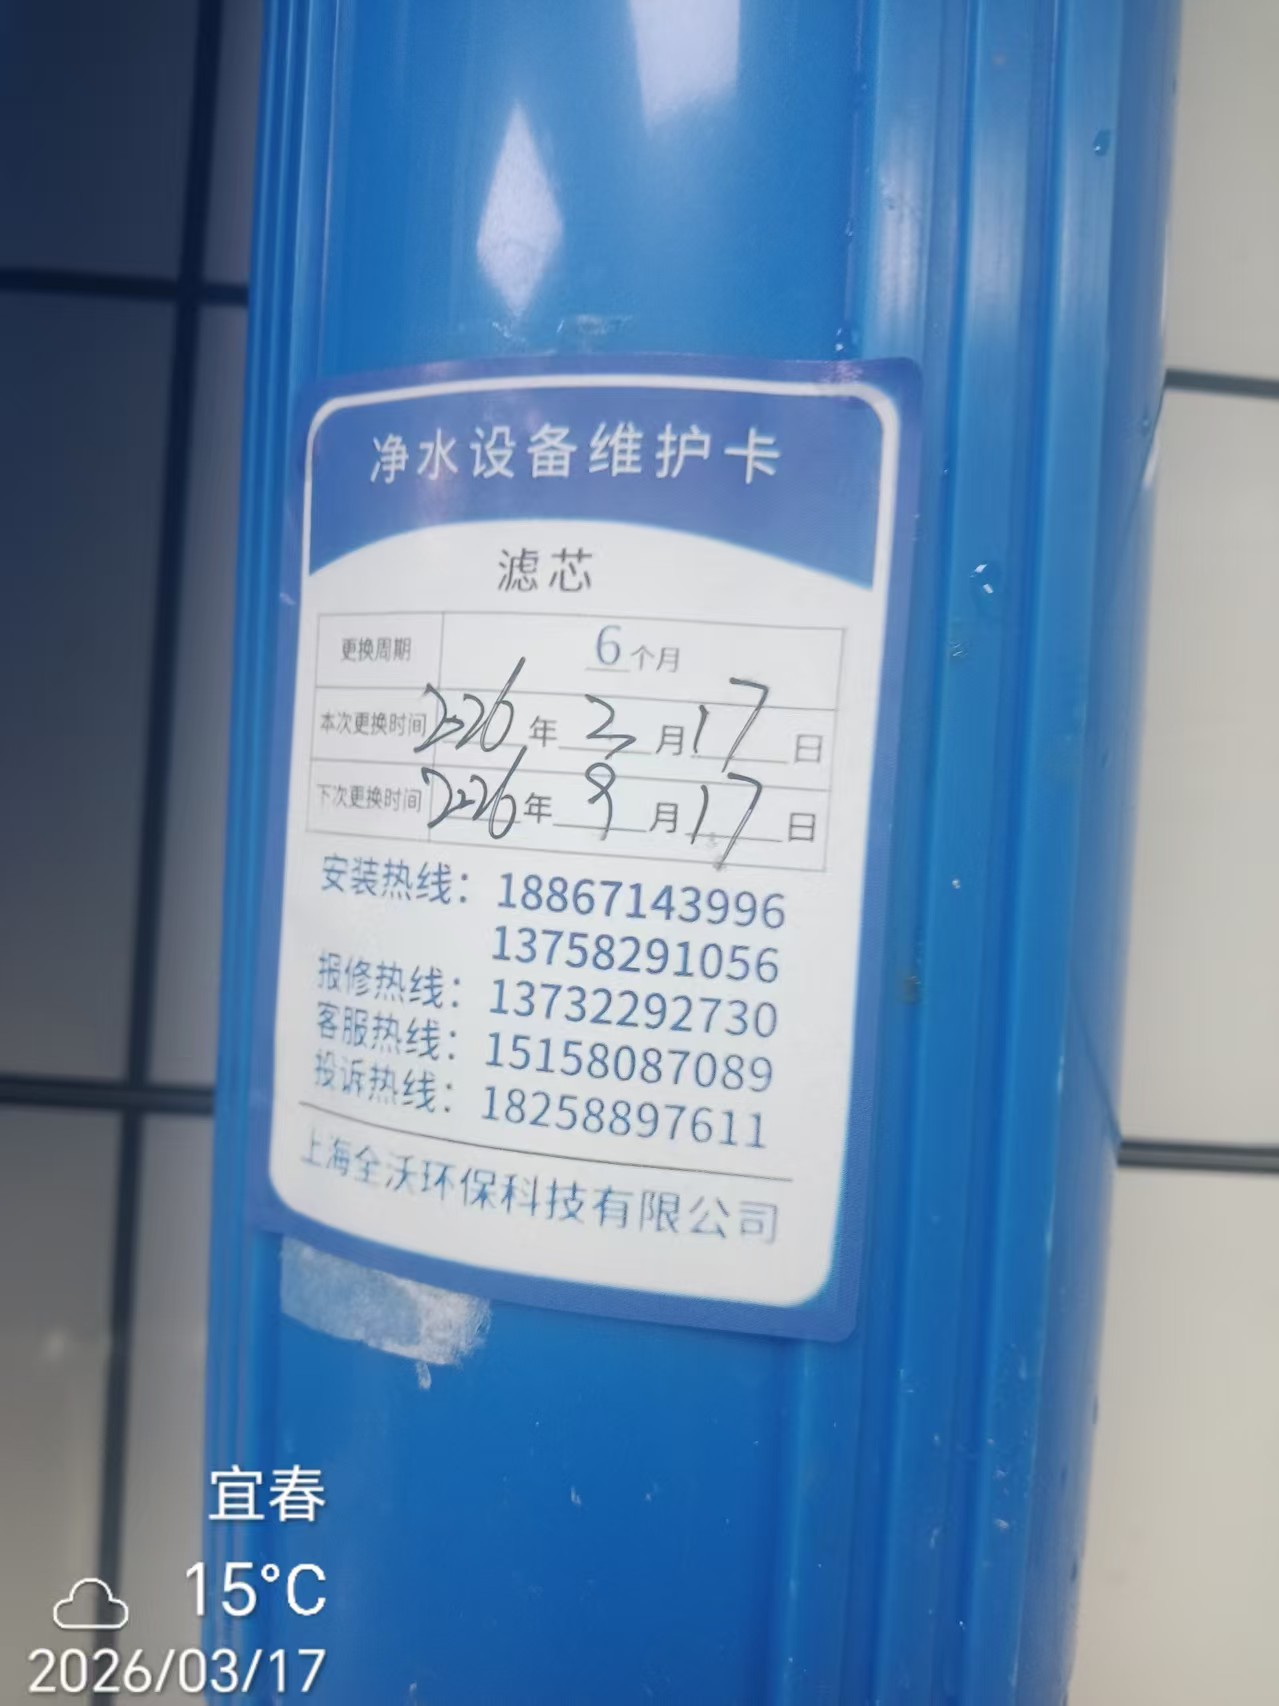 净水设备维护卡
滤芯
更换周期 6个月
本次更换时间 2026年3月17日
下次更换时间 2026年9月17日
安装热线：18867143996
13758291056
报修热线：13732292730
客服热线：15158087089
投诉热线：18258897611
上海全沃环保科技有限公司
宜春
15°C
2026/03/17